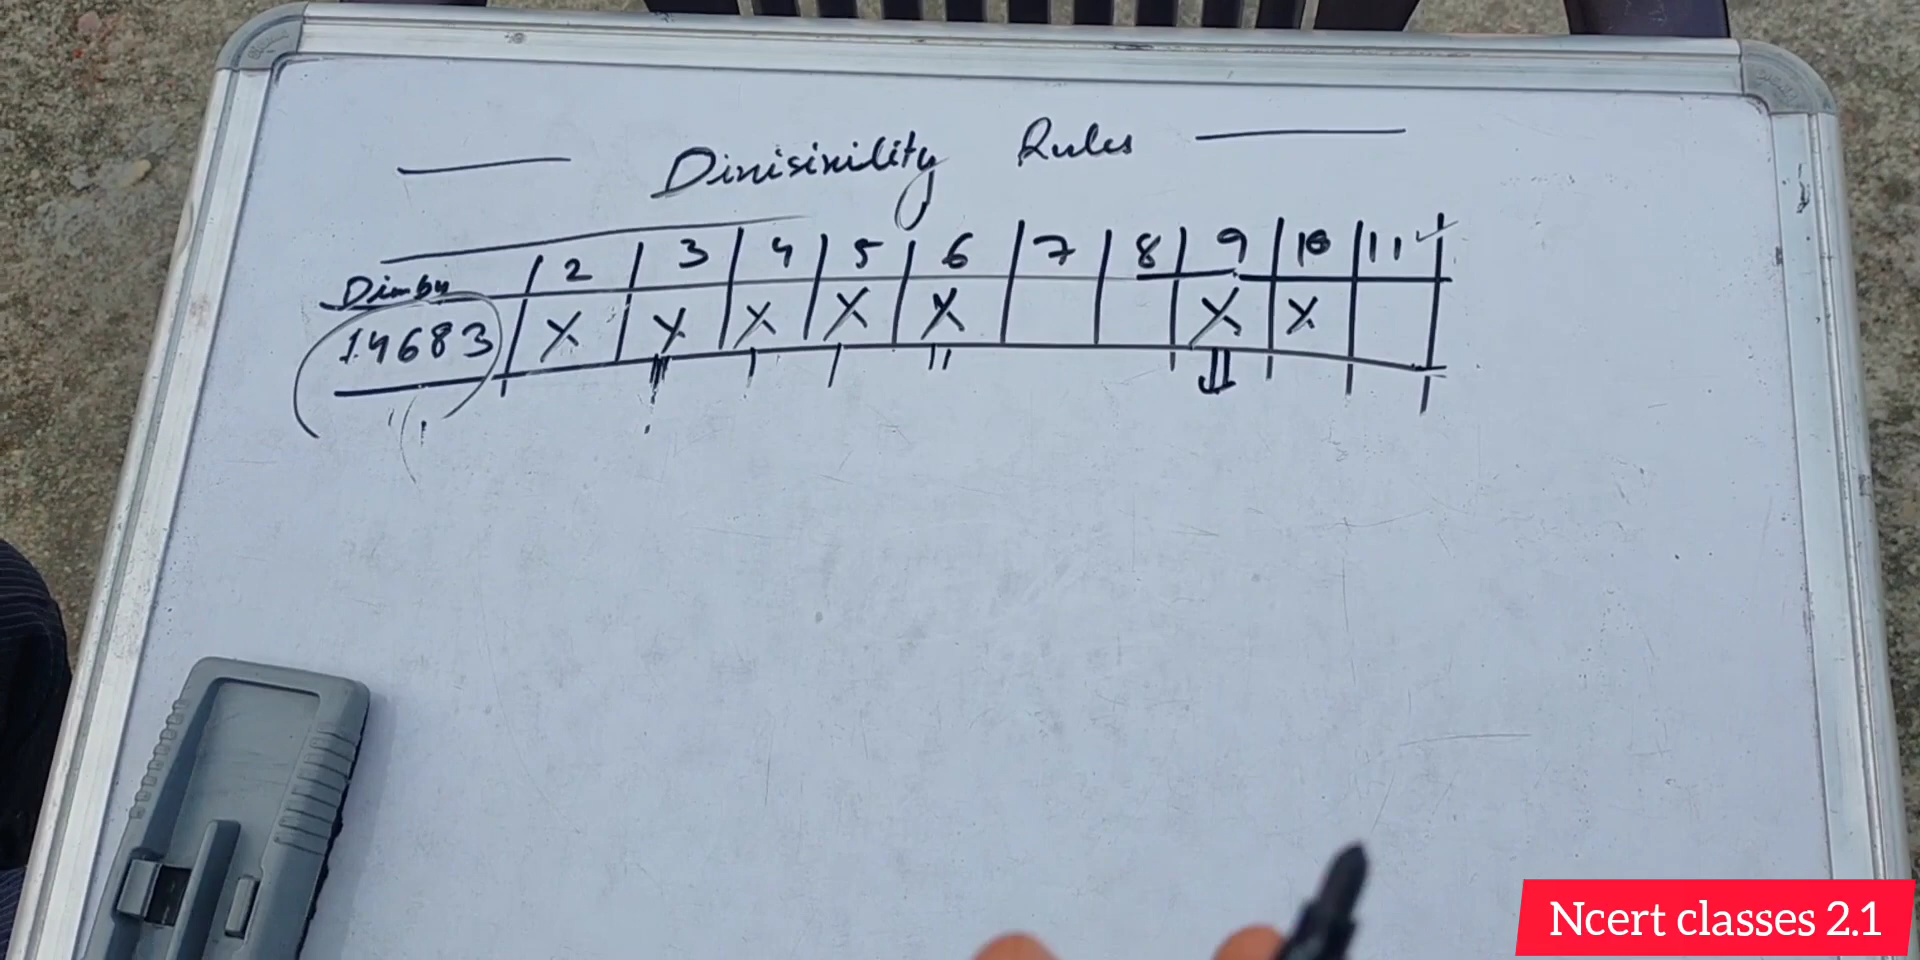 Divisibility Rules
Div by 2 3 4 5 6 7 8 9 10 11
14683 X X X X X X X
Ncert classes 2.1